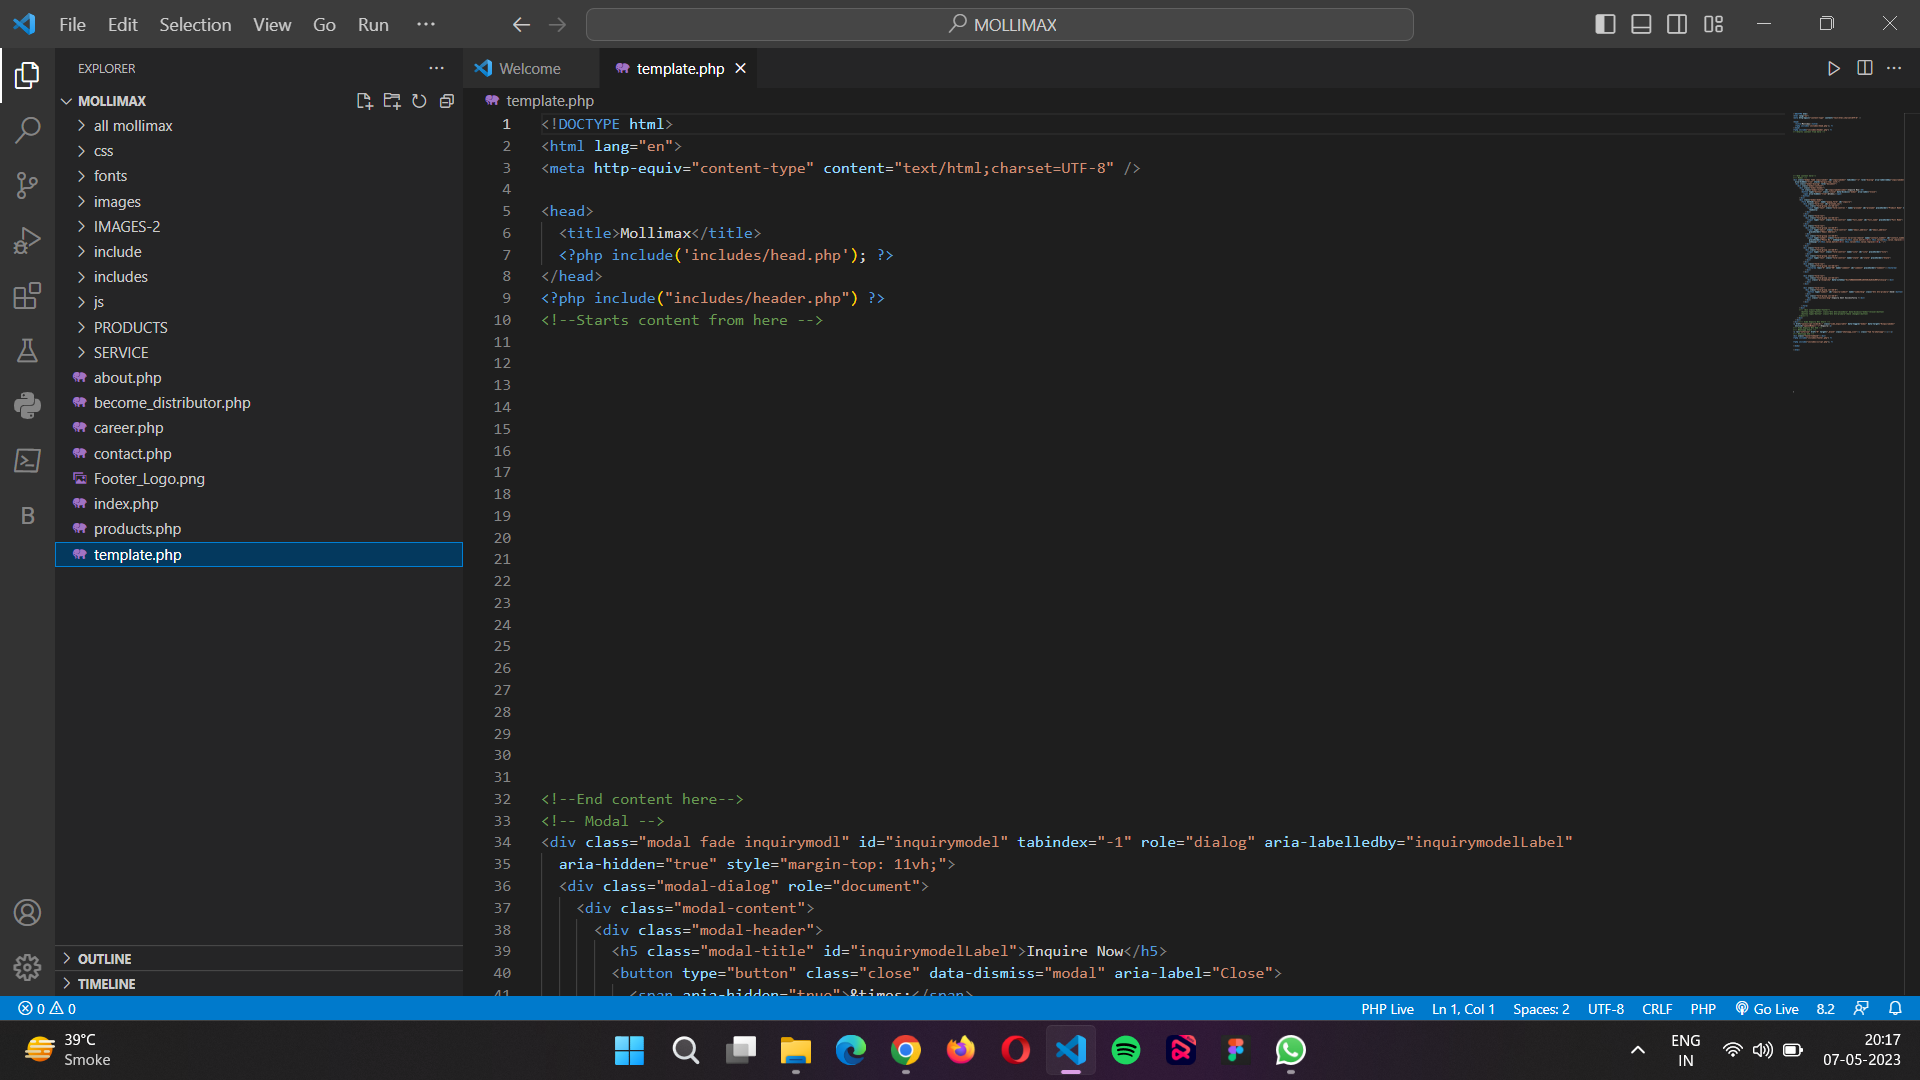 File Edit Selection View Go Run ···
MOLLIMAX
EXPLORER
MOLLIMAX
all mollimax
css
fonts
images
IMAGES-2
include
includes
js
PRODUCTS
SERVICE
about.php
become_distributor.php
career.php
contact.php
Footer_Logo.png
index.php
products.php
template.php
OUTLINE
TIMELINE
B
Welcome
template.php
template.php
1 <!DOCTYPE html>
2 <html lang="en">
3 <meta http-equiv="content-type" content="text/html;charset=UTF-8" />
4
5 <head>
6 <title>Mollimax</title>
7 <?php include('includes/head.php'); ?>
8 </head>
9 <?php include("includes/header.php") ?>
10 <!--Starts content from here -->
11
12
13
14
15
16
17
18
19
20
21
22
23
24
25
26
27
28
29
30
31
32 <!--End content here-->
33 <!-- Modal -->
34 <div class="modal fade inquirymodl" id="inquirymodel" tabindex="-1" role="dialog" aria-labelledby="inquirymodelLabel"
35 aria-hidden="true" style="margin-top: 11vh;">
36 <div class="modal-dialog" role="document">
37 <div class="modal-content">
38 <div class="modal-header">
39 <h5 class="modal-title" id="inquirymodelLabel">Inquire Now</h5>
40 <button type="button" class="close" data-dismiss="modal" aria-label="Close">
41 <span aria-hidden="true">&times;</span>
0 0
PHP Live Ln 1, Col 1 Spaces: 2 UTF-8 CRLF PHP Go Live 8.2
39°C
Smoke
ENG
IN
20:17
07-05-2023